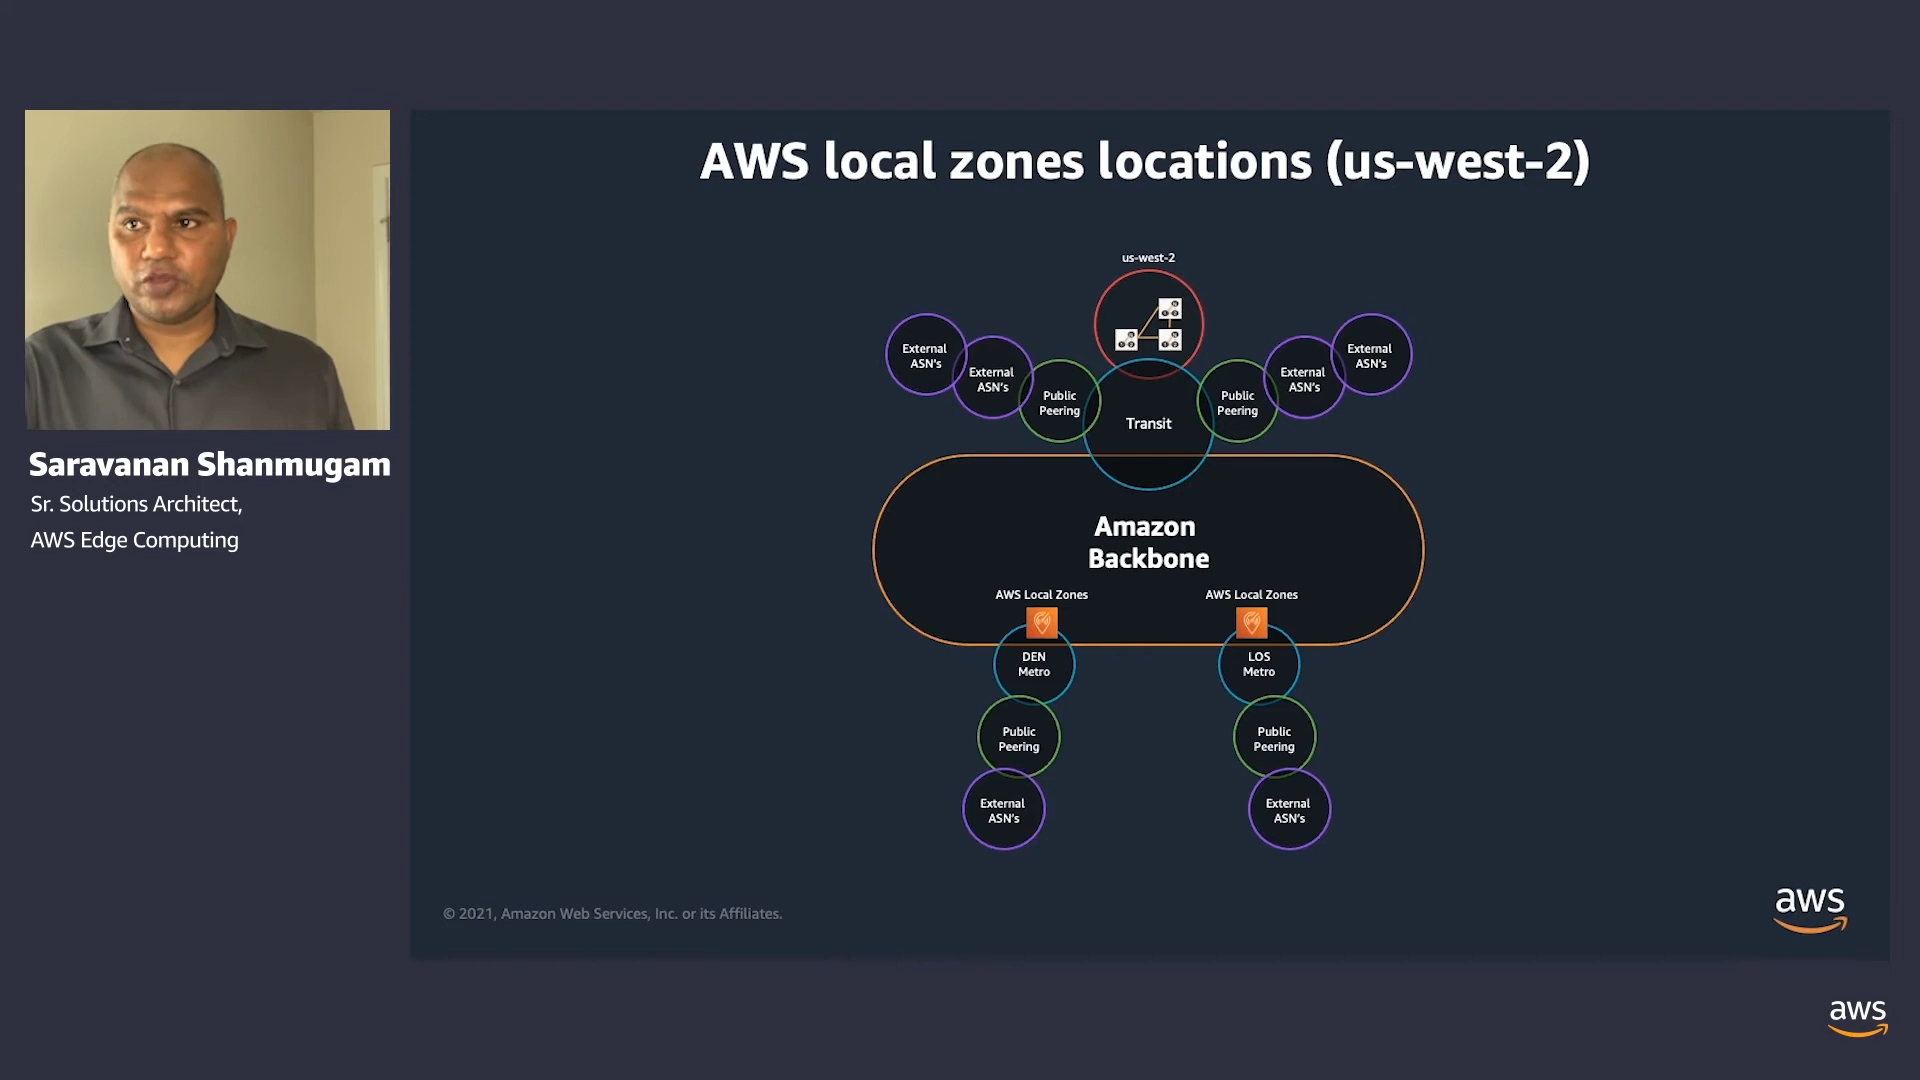 AWS local zones locations (us-west-2)
us-west-2
External
ASN's
External
ASN's
Public
Peering
Transit
Public
Peering
External
ASN's
External
ASN's
Amazon
Backbone
AWS Local Zones
AWS Local Zones
DEN
Metro
LOS
Metro
Public
Peering
Public
Peering
External
ASN's
External
ASN's
© 2021, Amazon Web Services, Inc. or its Affiliates.
aws
Saravanan Shanmugam
Sr. Solutions Architect,
AWS Edge Computing
aws